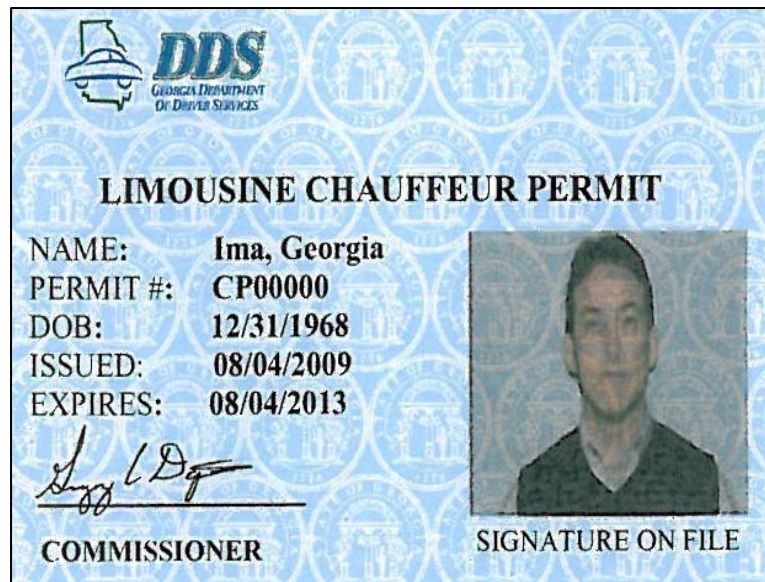 DDS
GEORGIA DEPARTMENT
OF DRIVER SERVICES
LIMOUSINE CHAUFFEUR PERMIT
NAME: Ima, Georgia
PERMIT #: CP00000
DOB: 12/31/1968
ISSUED: 08/04/2009
EXPIRES: 08/04/2013
COMMISSIONER
SIGNATURE ON FILE